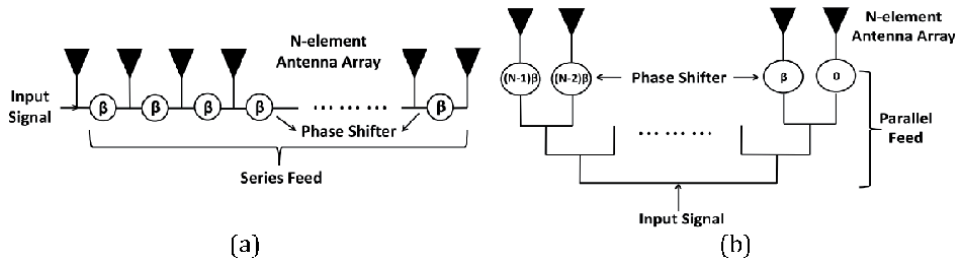 N-element
Antenna Array
Input
Signal
β
β
β
β
......
β
Phase Shifter
Series Feed
(a)
N-element
Antenna Array
(N-1)β
(N-2)β
Phase Shifter
β
0
......
Parallel
Feed
Input Signal
(b)